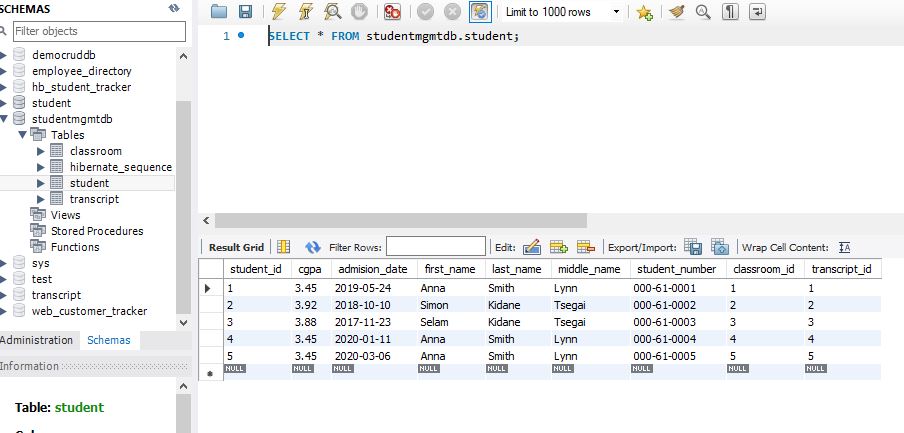 SCHEMAS
Filter objects
democruddb
employee_directory
hb_student_tracker
student
studentmgmtdb
Tables
classroom
hibernate_sequence
student
transcript
Views
Stored Procedures
Functions
sys
test
transcript
web_customer_tracker
Administration Schemas
Information
Table: student
Limit to 1000 rows
1 SELECT * FROM studentmgmtdb.student;
Result Grid Filter Rows: Edit: Export/Import: Wrap Cell Content:
student_id cgpa admision_date first_name last_name middle_name student_number classroom_id transcript_id
1 3.45 2019-05-24 Anna Smith Lynn 000-61-0001 1 1
2 3.92 2018-10-10 Simon Kidane Tsegai 000-61-0002 2 2
3 3.88 2017-11-23 Selam Kidane Tsegai 000-61-0003 3 3
4 3.45 2020-01-11 Anna Smith Lynn 000-61-0004 4 4
5 3.45 2020-03-06 Anna Smith Lynn 000-61-0005 5 5
NULL NULL NULL NULL NULL NULL NULL NULL NULL